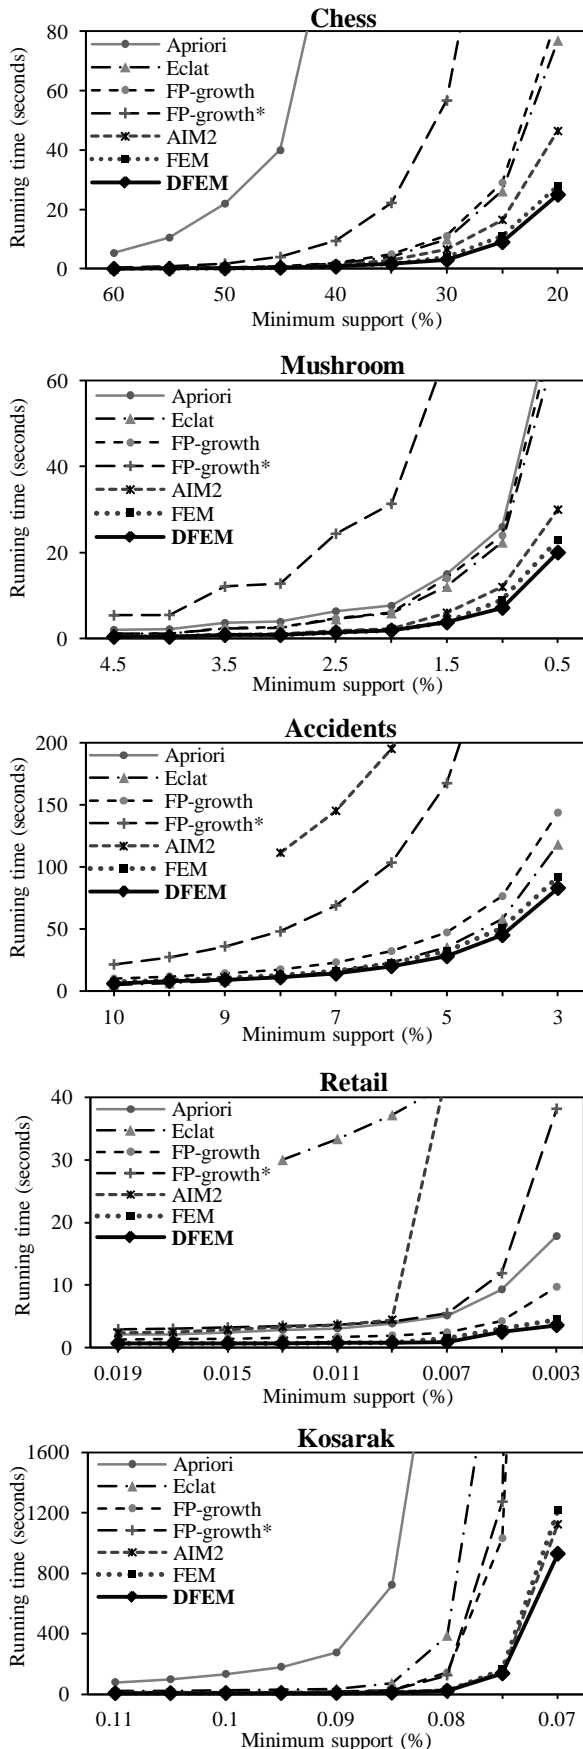 Chess
Running time (seconds)
80
60
40
20
0
Apriori
Eclat
FP-growth
FP-growth*
AIM2
FEM
DFEM
60 50 40 30 20
Minimum support (%)
Mushroom
Running time (seconds)
60
40
20
0
Apriori
Eclat
FP-growth
FP-growth*
AIM2
FEM
DFEM
4.5 3.5 2.5 1.5 0.5
Minimum support (%)
Accidents
Running time (seconds)
200
150
100
50
0
Apriori
Eclat
FP-growth
FP-growth*
AIM2
FEM
DFEM
10 9 7 5 3
Minimum support (%)
Retail
Running time (seconds)
40
30
20
10
0
Apriori
Eclat
FP-growth
FP-growth*
AIM2
FEM
DFEM
0.019 0.015 0.011 0.007 0.003
Minimum support (%)
Kosarak
Running time (seconds)
1600
1200
800
400
0
Apriori
Eclat
FP-growth
FP-growth*
AIM2
FEM
DFEM
0.11 0.1 0.09 0.08 0.07
Minimum support (%)